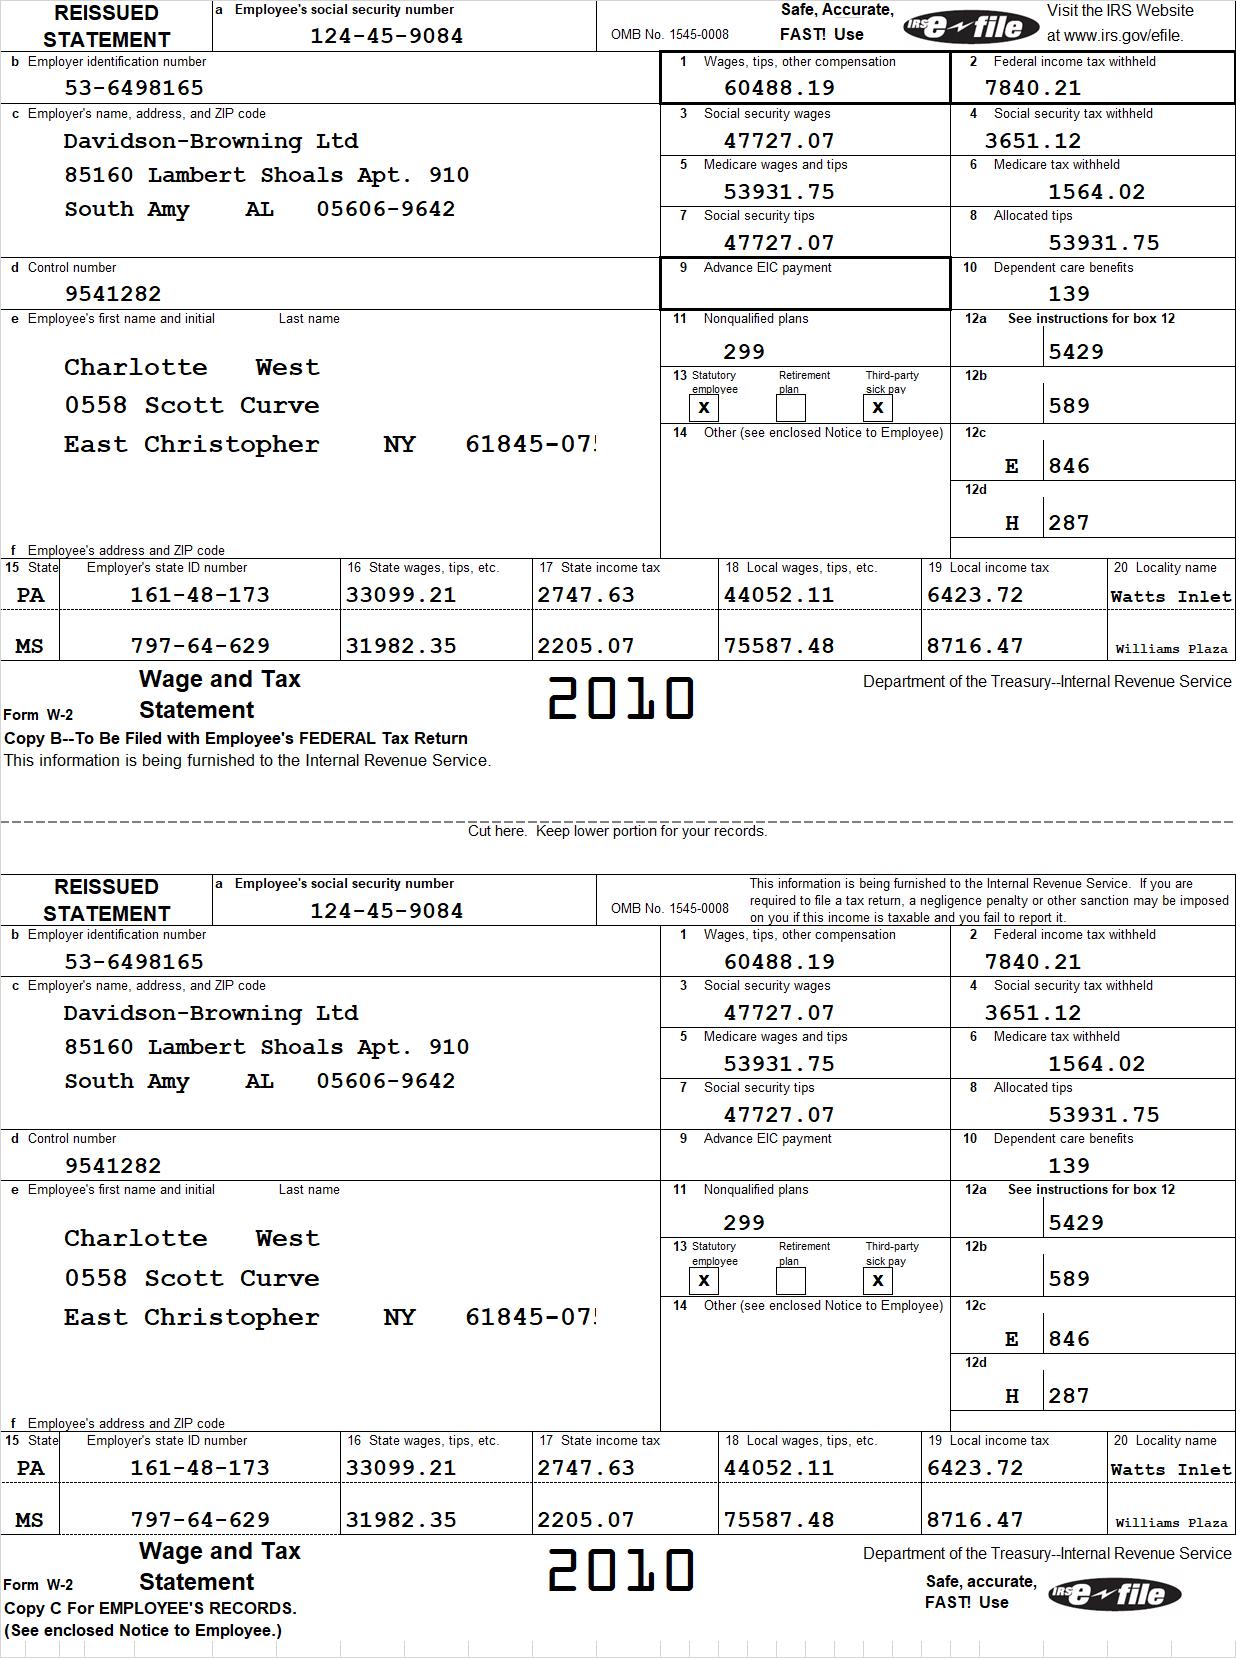 REISSUED STATEMENT
a Employee's social security number
124-45-9084
OMB No. 1545-0008
Safe, Accurate, FAST! Use
IRS e-file
Visit the IRS Website at www.irs.gov/efile.
b Employer identification number
53-6498165
1 Wages, tips, other compensation
60488.19
2 Federal income tax withheld
7840.21
c Employer's name, address, and ZIP code
Davidson-Browning Ltd
85160 Lambert Shoals Apt. 910
South Amy AL 05606-9642
3 Social security wages
47727.07
4 Social security tax withheld
3651.12
5 Medicare wages and tips
53931.75
6 Medicare tax withheld
1564.02
7 Social security tips
47727.07
8 Allocated tips
53931.75
d Control number
9541282
9 Advance EIC payment
10 Dependent care benefits
139
e Employee's first name and initial Last name
Charlotte West
0558 Scott Curve
East Christopher NY 61845-075
f Employee's address and ZIP code
11 Nonqualified plans
299
12a See instructions for box 12
5429
13 Statutory employee Retirement plan Third-party sick pay
X X
12b
589
14 Other (see enclosed Notice to Employee)
12c
E 846
12d
H 287
15 State Employer's state ID number 16 State wages, tips, etc. 17 State income tax 18 Local wages, tips, etc. 19 Local income tax 20 Locality name
PA 161-48-173 33099.21 2747.63 44052.11 6423.72 Watts Inlet
MS 797-64-629 31982.35 2205.07 75587.48 8716.47 Williams Plaza
Form W-2
Wage and Tax
Statement
2010
Department of the Treasury--Internal Revenue Service
Copy B--To Be Filed with Employee's FEDERAL Tax Return
This information is being furnished to the Internal Revenue Service.
Cut here. Keep lower portion for your records.
REISSUED STATEMENT
a Employee's social security number
124-45-9084
OMB No. 1545-0008
This information is being furnished to the Internal Revenue Service. If you are
required to file a tax return, a negligence penalty or other sanction may be imposed
on you if this income is taxable and you fail to report it.
b Employer identification number
53-6498165
1 Wages, tips, other compensation
60488.19
2 Federal income tax withheld
7840.21
c Employer's name, address, and ZIP code
Davidson-Browning Ltd
85160 Lambert Shoals Apt. 910
South Amy AL 05606-9642
3 Social security wages
47727.07
4 Social security tax withheld
3651.12
5 Medicare wages and tips
53931.75
6 Medicare tax withheld
1564.02
7 Social security tips
47727.07
8 Allocated tips
53931.75
d Control number
9541282
9 Advance EIC payment
10 Dependent care benefits
139
e Employee's first name and initial Last name
Charlotte West
0558 Scott Curve
East Christopher NY 61845-075
f Employee's address and ZIP code
11 Nonqualified plans
299
12a See instructions for box 12
5429
13 Statutory employee Retirement plan Third-party sick pay
X X
12b
589
14 Other (see enclosed Notice to Employee)
12c
E 846
12d
H 287
15 State Employer's state ID number 16 State wages, tips, etc. 17 State income tax 18 Local wages, tips, etc. 19 Local income tax 20 Locality name
PA 161-48-173 33099.21 2747.63 44052.11 6423.72 Watts Inlet
MS 797-64-629 31982.35 2205.07 75587.48 8716.47 Williams Plaza
Form W-2
Wage and Tax
Statement
2010
Department of the Treasury--Internal Revenue Service
Safe, accurate,
FAST! Use
IRS e-file
Copy C For EMPLOYEE'S RECORDS.
(See enclosed Notice to Employee.)